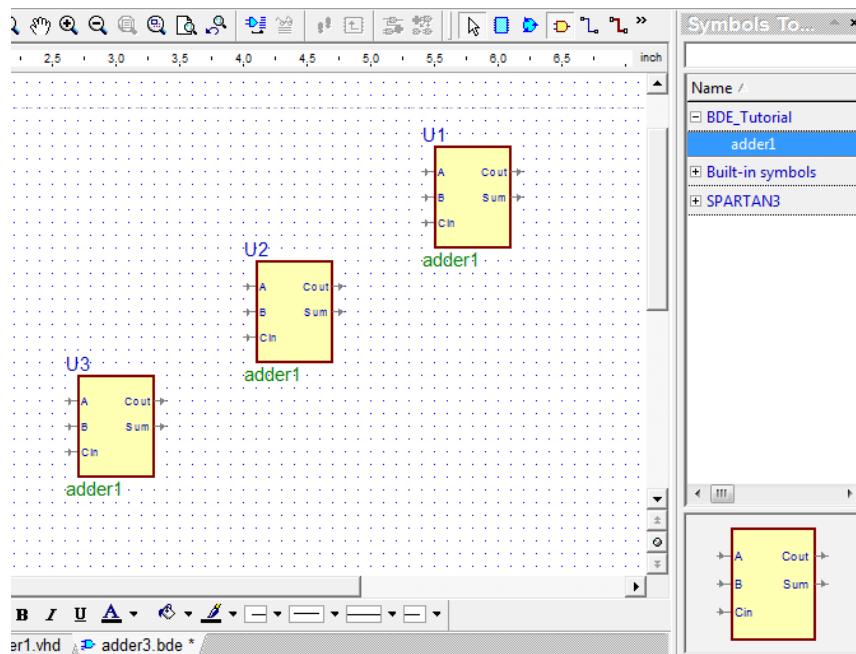 Symbols To...
2,5 3,0 3,5 4,0 4,5 5,0 5,5 6,0 6,5 inch
Name
BDE_Tutorial
adder1
Built-in symbols
SPARTAN3
U1
A Cout
B Sum
Cin
adder1
U2
A Cout
B Sum
Cin
adder1
U3
A Cout
B Sum
Cin
adder1
A Cout
B Sum
Cin
B I U A
er1.vhd adder3.bde *